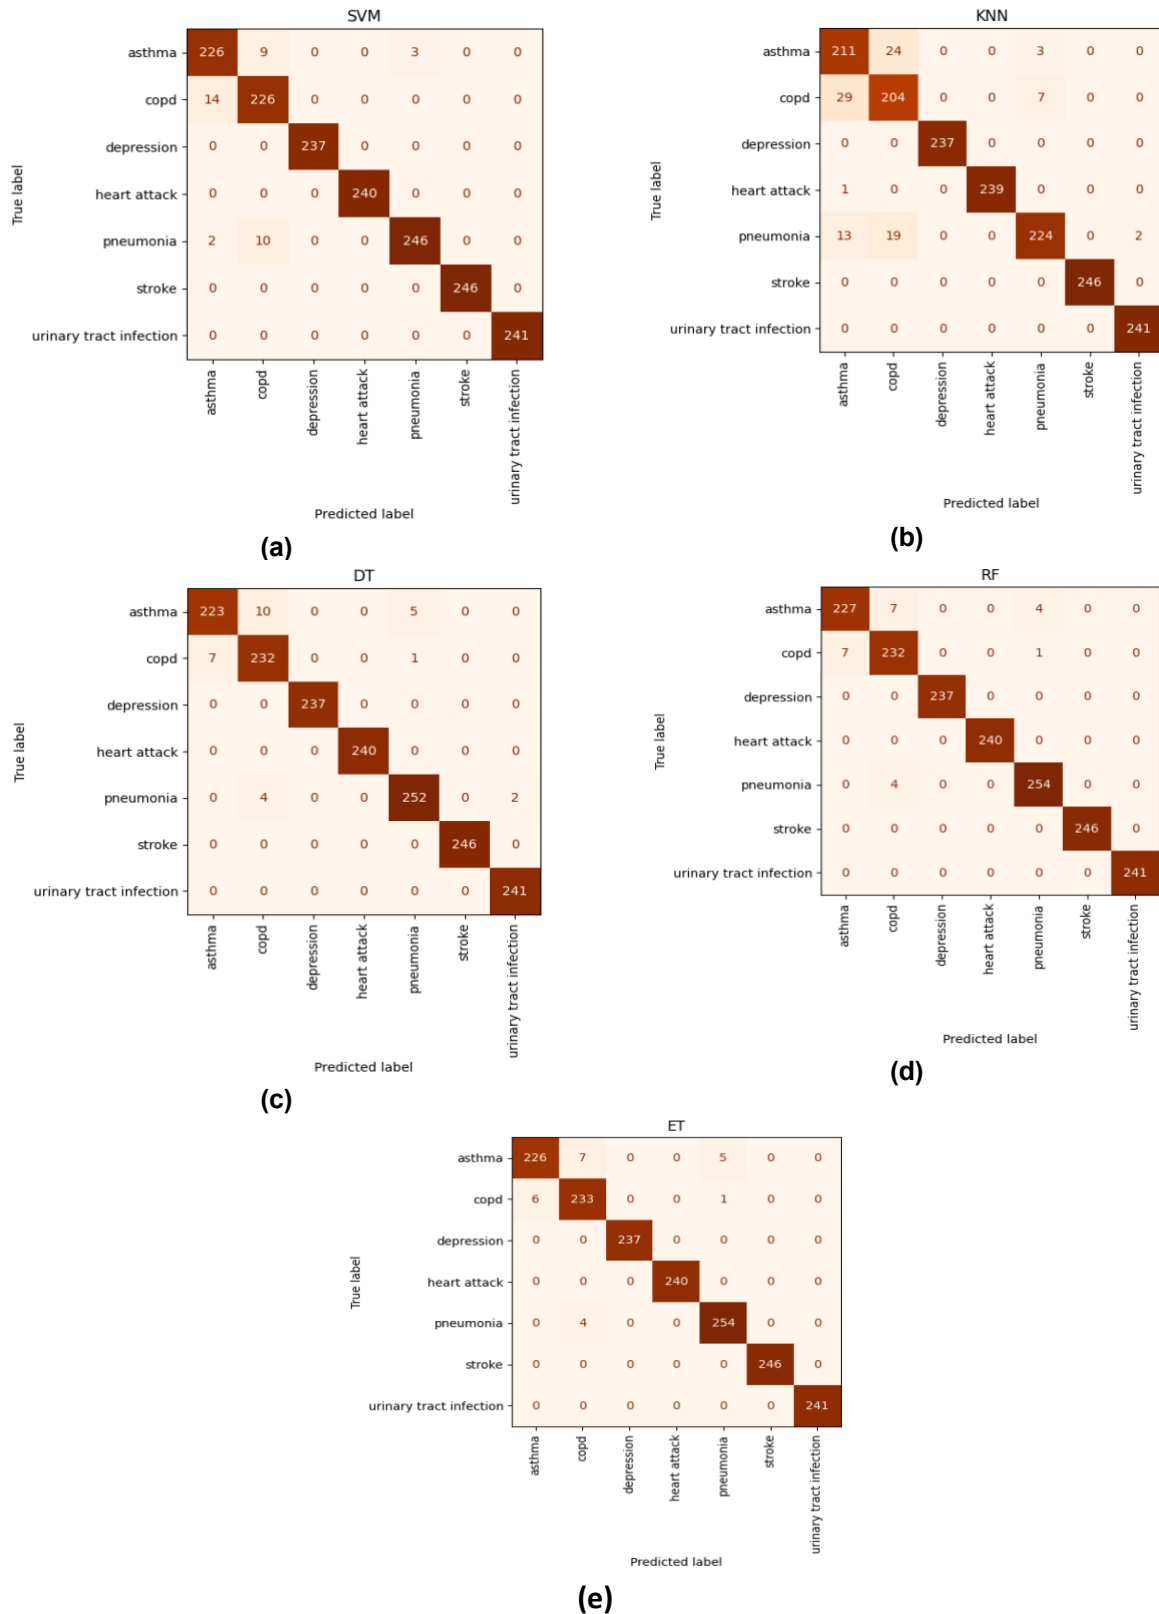 SVM
True label
asthma 226 9 0 0 3 0 0
copd 14 226 0 0 0 0 0
depression 0 0 237 0 0 0 0
heart attack 0 0 0 240 0 0 0
pneumonia 2 10 0 0 246 0 0
stroke 0 0 0 0 0 246 0
urinary tract infection 0 0 0 0 0 0 241
asthma copd depression heart attack pneumonia stroke urinary tract infection
Predicted label
(a)
KNN
True label
asthma 211 24 0 0 3 0 0
copd 29 204 0 0 7 0 0
depression 0 0 237 0 0 0 0
heart attack 1 0 0 239 0 0 0
pneumonia 13 19 0 0 224 0 2
stroke 0 0 0 0 0 246 0
urinary tract infection 0 0 0 0 0 0 241
asthma copd depression heart attack pneumonia stroke urinary tract infection
Predicted label
(b)
DT
True label
asthma 223 10 0 0 5 0 0
copd 7 232 0 0 1 0 0
depression 0 0 237 0 0 0 0
heart attack 0 0 0 240 0 0 0
pneumonia 0 4 0 0 252 0 2
stroke 0 0 0 0 0 246 0
urinary tract infection 0 0 0 0 0 0 241
asthma copd depression heart attack pneumonia stroke urinary tract infection
Predicted label
(c)
RF
True label
asthma 227 7 0 0 4 0 0
copd 7 232 0 0 1 0 0
depression 0 0 237 0 0 0 0
heart attack 0 0 0 240 0 0 0
pneumonia 0 4 0 0 254 0 0
stroke 0 0 0 0 0 246 0
urinary tract infection 0 0 0 0 0 0 241
asthma copd depression heart attack pneumonia stroke urinary tract infection
Predicted label
(d)
ET
True label
asthma 226 7 0 0 5 0 0
copd 6 233 0 0 1 0 0
depression 0 0 237 0 0 0 0
heart attack 0 0 0 240 0 0 0
pneumonia 0 4 0 0 254 0 0
stroke 0 0 0 0 0 246 0
urinary tract infection 0 0 0 0 0 0 241
asthma copd depression heart attack pneumonia stroke urinary tract infection
Predicted label
(e)